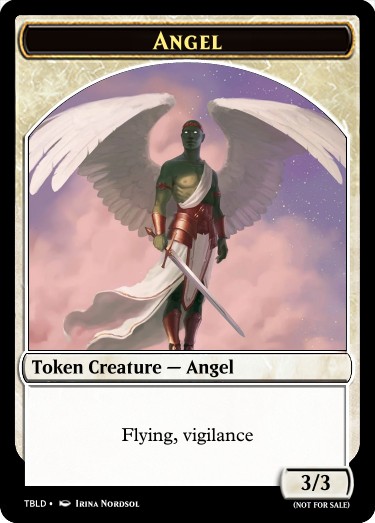 Angel
Token Creature — Angel
Flying, vigilance
3/3
TBLD • Irina Nordsol
(NOT FOR SALE)